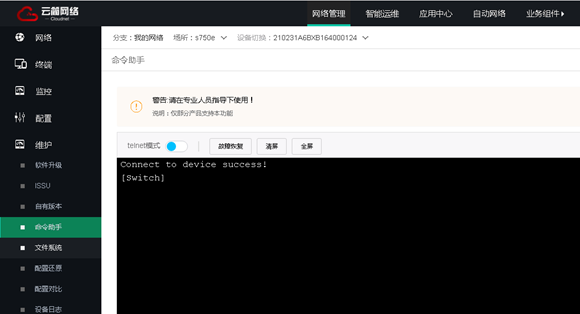 云简网络
Cloudnet
网络管理 智能运维 应用中心 自动网络 业务组件
网络
终端
监控
配置
维护
软件升级
ISSU
自有版本
命令助手
文件系统
配置还原
配置对比
设备日志
分支：我的网络 场所：s750e 设备切换：210231A6BXB164000124
命令助手
警告:请在专业人员指导下使用！
说明：仅部分产品支持本功能
telnet模式 故障恢复 清屏 全屏
Connect to device success!
[Switch]